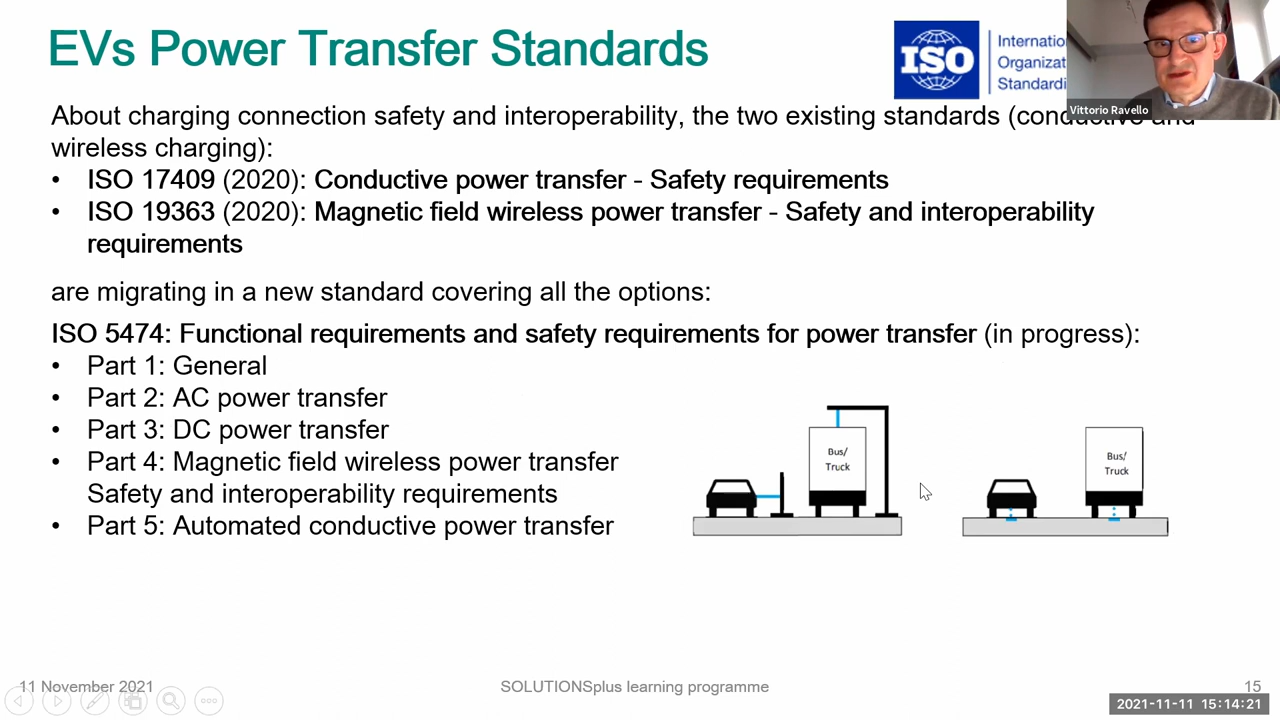 EVs Power Transfer Standards
ISO
Internatio
Organizat
Standardi
Vittorio Ravello
About charging connection safety and interoperability, the two existing standards (conductive and
wireless charging):
• ISO 17409 (2020): Conductive power transfer - Safety requirements
• ISO 19363 (2020): Magnetic field wireless power transfer - Safety and interoperability
requirements
are migrating in a new standard covering all the options:
ISO 5474: Functional requirements and safety requirements for power transfer (in progress):
• Part 1: General
• Part 2: AC power transfer
• Part 3: DC power transfer
• Part 4: Magnetic field wireless power transfer
Safety and interoperability requirements
• Part 5: Automated conductive power transfer
Bus/
Truck
Bus/
Truck
11 November 2021
SOLUTIONSplus learning programme
15
2021-11-11 15:14:21